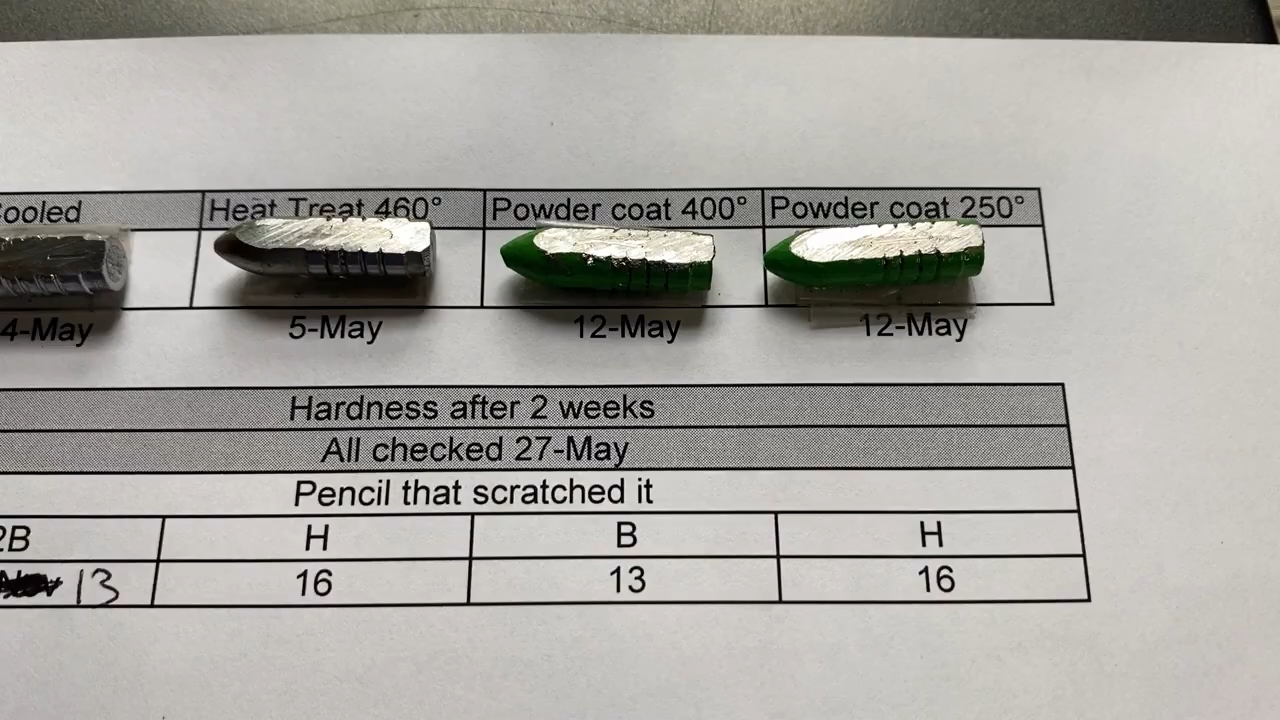 ooled Heat Treat 460° Powder coat 400° Powder coat 250°
4-May 5-May 12-May 12-May
Hardness after 2 weeks
All checked 27-May
Pencil that scratched it
2B H B H
13 16 13 16